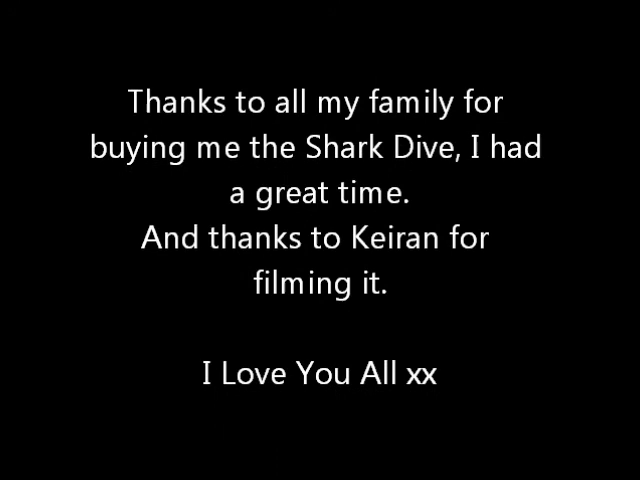 Thanks to all my family for
buying me the Shark Dive, I had
a great time.
And thanks to Keiran for
filming it.
I Love You All xx